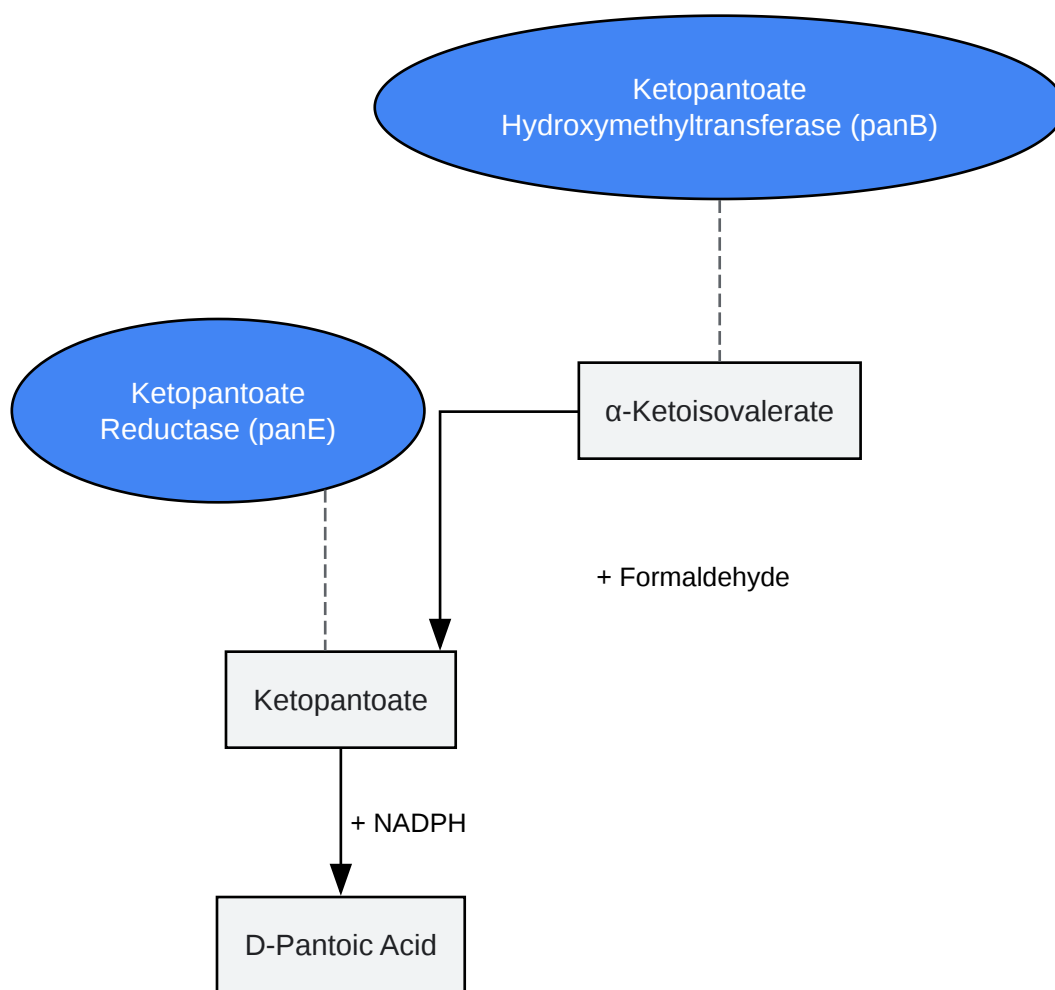 Ketopantoate
Hydroxymethyltransferase (panB)
Ketopantoate
Reductase (panE)
α-Ketoisovalerate
+ Formaldehyde
Ketopantoate
+ NADPH
D-Pantoic Acid